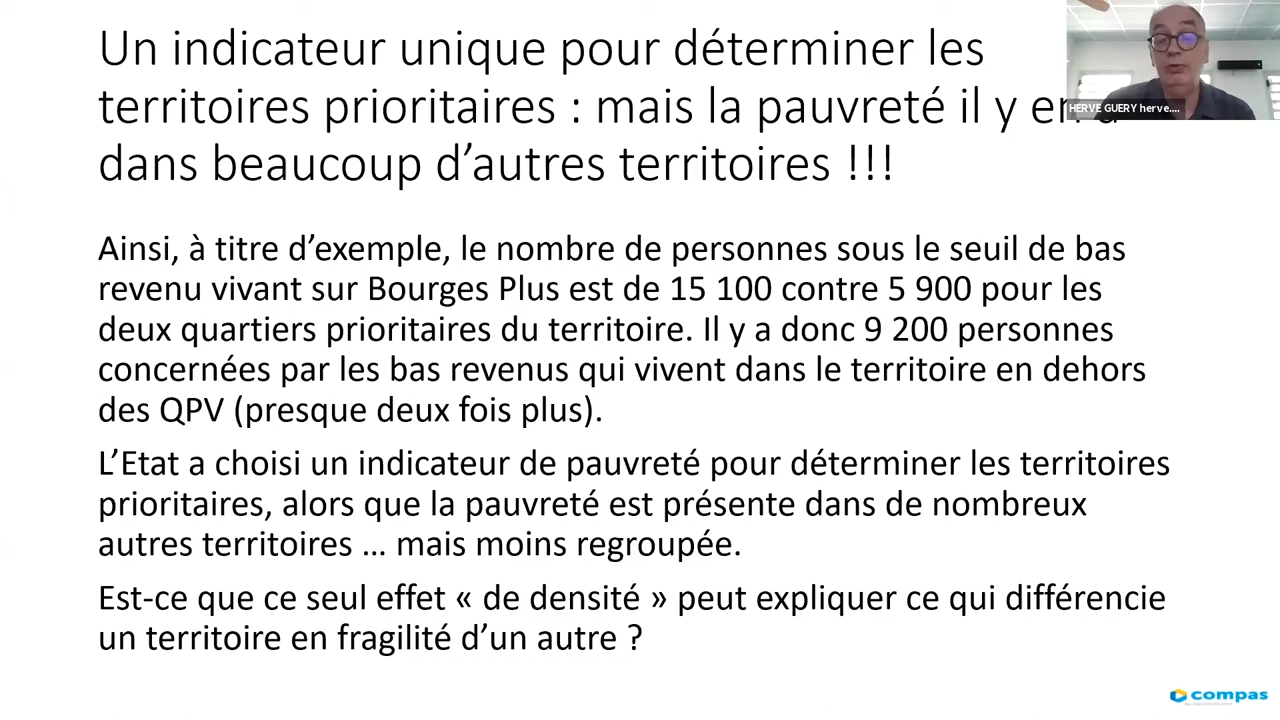 Un indicateur unique pour déterminer les
territoires prioritaires : mais la pauvreté il y en a
dans beaucoup d’autres territoires !!!
HERVE GUERY herve....
Ainsi, à titre d’exemple, le nombre de personnes sous le seuil de bas
revenu vivant sur Bourges Plus est de 15 100 contre 5 900 pour les
deux quartiers prioritaires du territoire. Il y a donc 9 200 personnes
concernées par les bas revenus qui vivent dans le territoire en dehors
des QPV (presque deux fois plus).
L’Etat a choisi un indicateur de pauvreté pour déterminer les territoires
prioritaires, alors que la pauvreté est présente dans de nombreux
autres territoires … mais moins regroupée.
Est-ce que ce seul effet « de densité » peut expliquer ce qui différencie
un territoire en fragilité d’un autre ?
compas